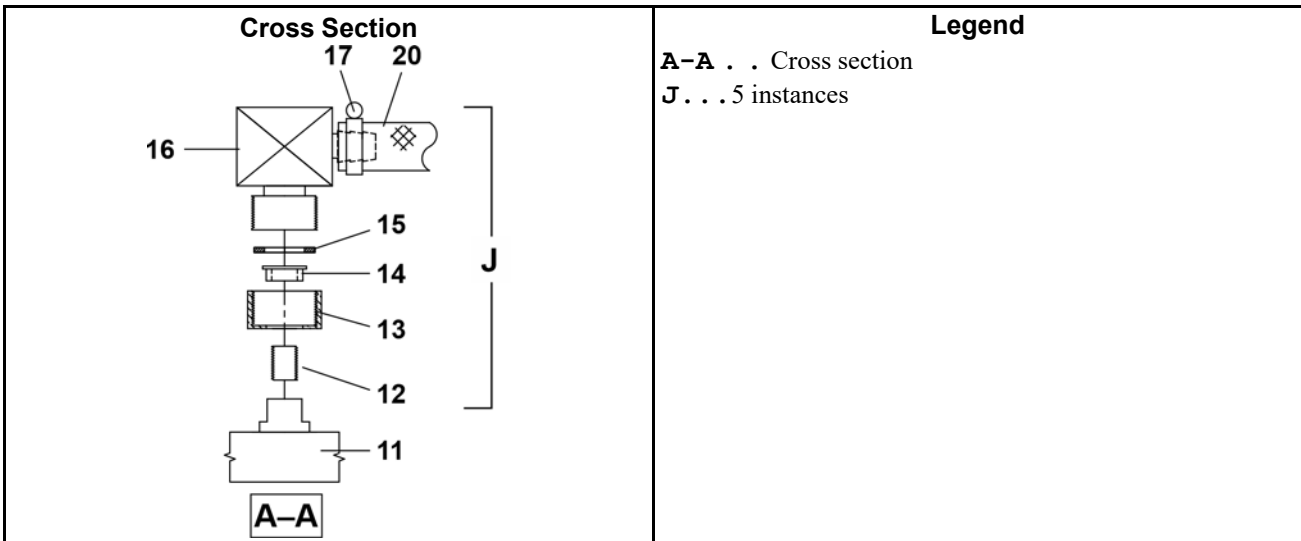 Cross Section
17 20
16
15
14
J
13
12
11
A–A
Legend
A-A . . Cross section
J...5 instances